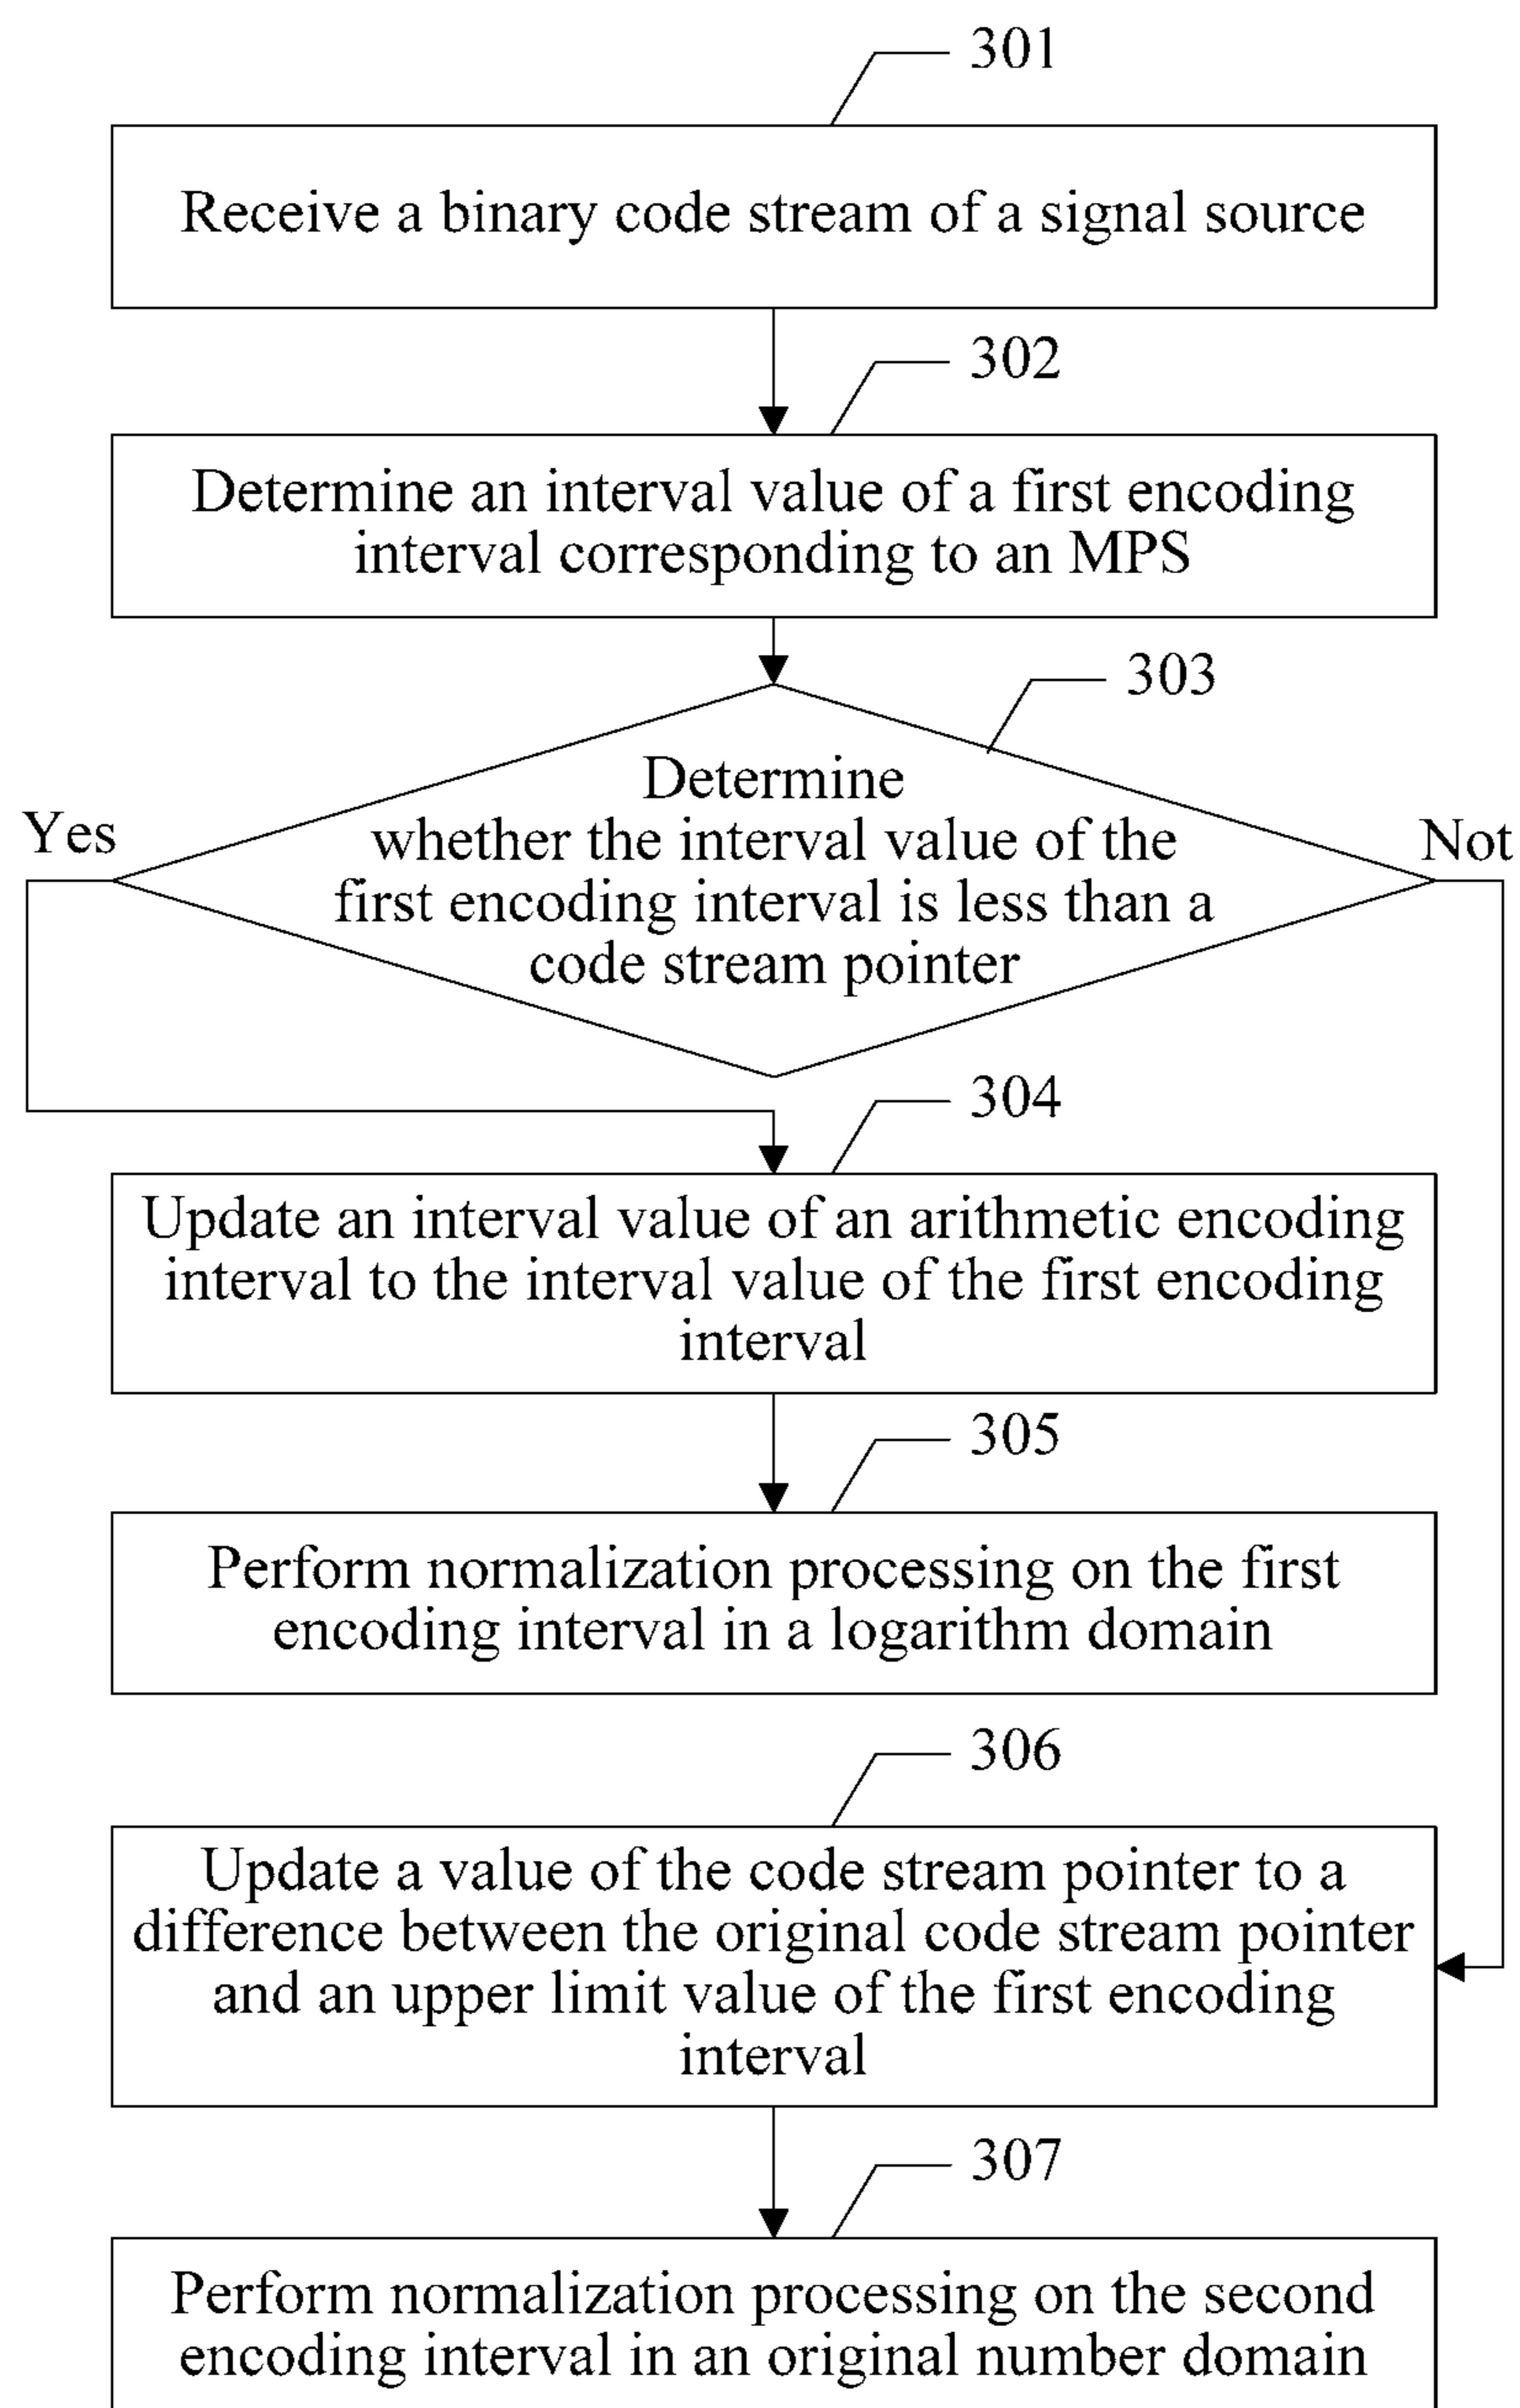 301
Receive a binary code stream of a signal source
302
Determine an interval value of a first encoding
interval corresponding to an MPS
303
Determine
whether the interval value of the
first encoding interval is less than a
code stream pointer
Yes
Not
304
Update an interval value of an arithmetic encoding
interval to the interval value of the first encoding
interval
305
Perform normalization processing on the first
encoding interval in a logarithm domain
306
Update a value of the code stream pointer to a
difference between the original code stream pointer
and an upper limit value of the first encoding
interval
307
Perform normalization processing on the second
encoding interval in an original number domain